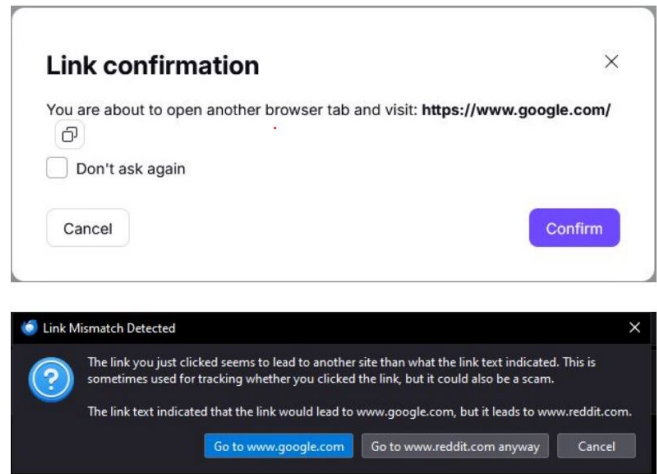 Link confirmation
You are about to open another browser tab and visit: https://www.google.com/
Don't ask again
Cancel
Confirm
Link Mismatch Detected
The link you just clicked seems to lead to another site than what the link text indicated. This is
sometimes used for tracking whether you clicked the link, but it could also be a scam.
The link text indicated that the link would lead to www.google.com, but it leads to www.reddit.com.
Go to www.google.com
Go to www.reddit.com anyway
Cancel